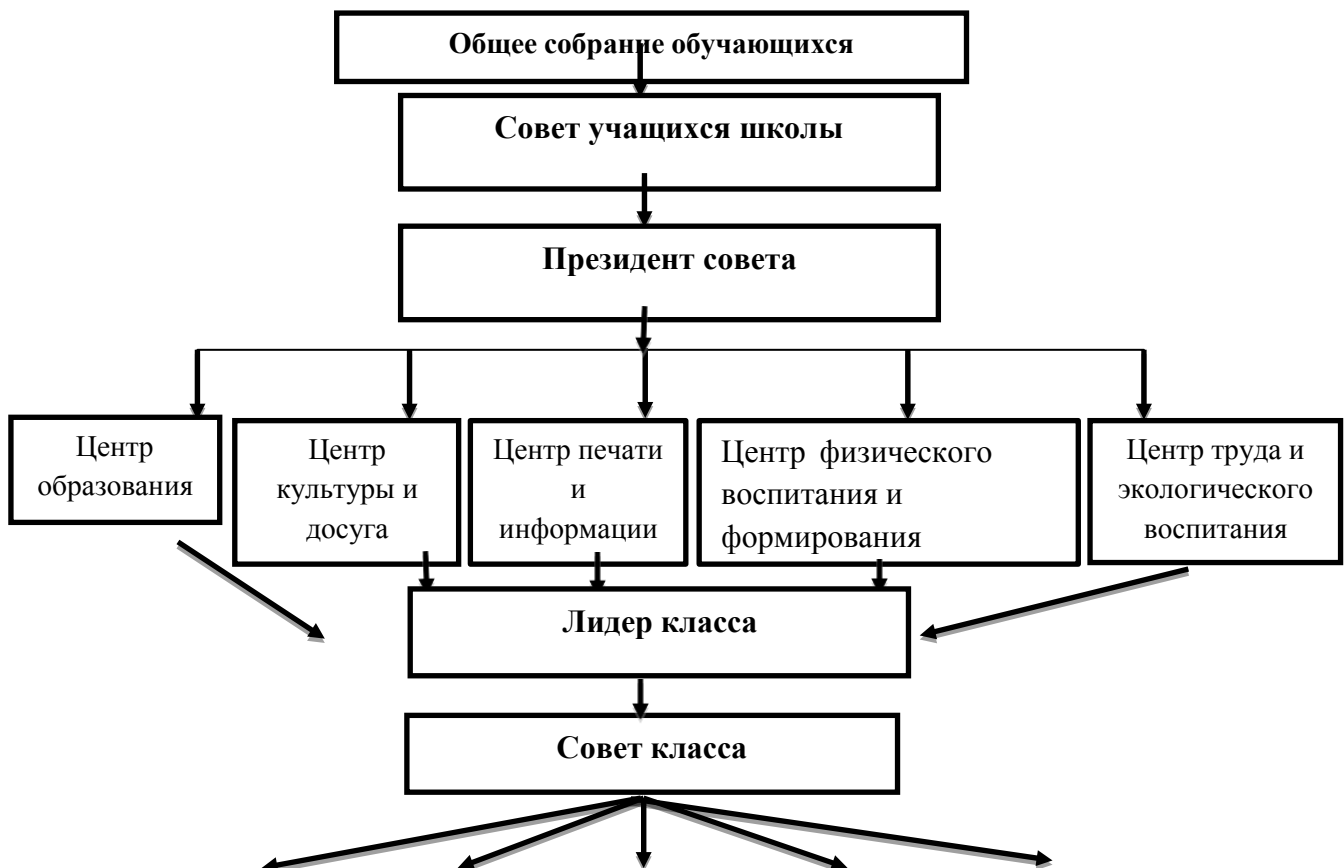 Общее собрание обучающихся
Совет учащихся школы
Президент совета
Центр
образования
Центр
культуры и
досуга
Центр печати
и
информации
Центр физического
воспитания и
формирования
Центр труда и
экологического
воспитания
Лидер класса
Совет класса